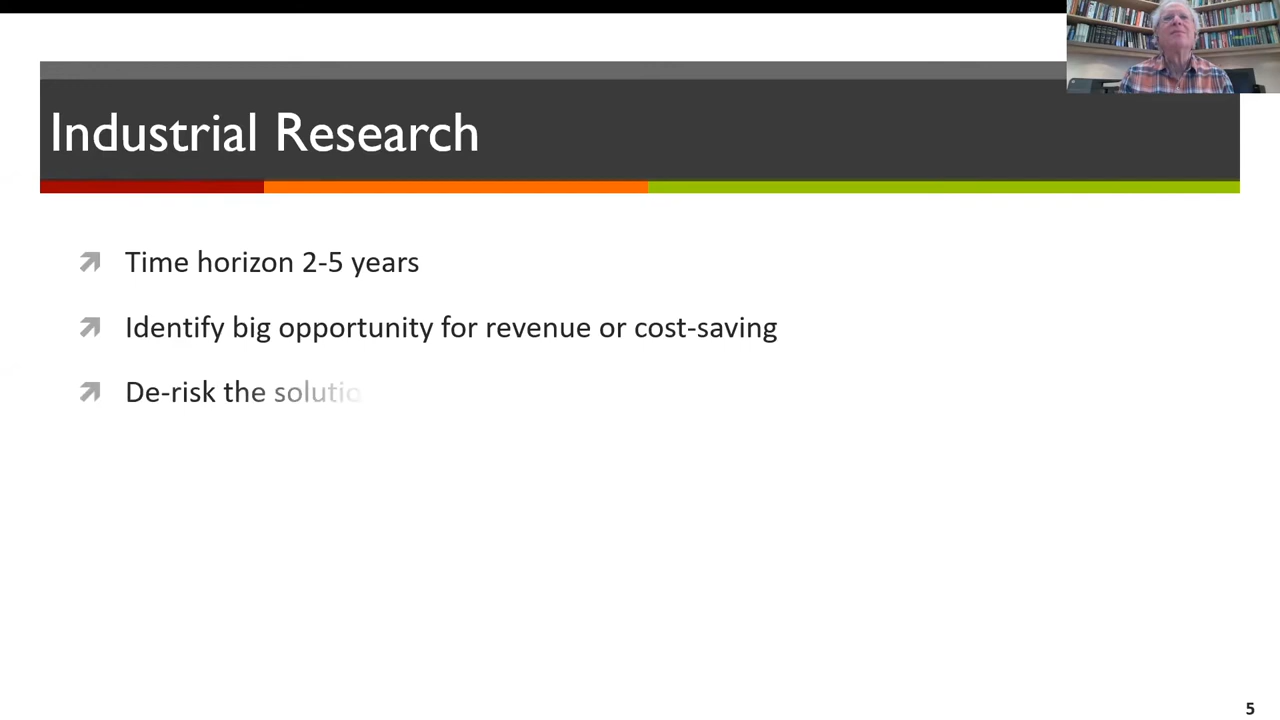 Industrial Research
Time horizon 2-5 years
Identify big opportunity for revenue or cost-saving
De-risk the solutio
5